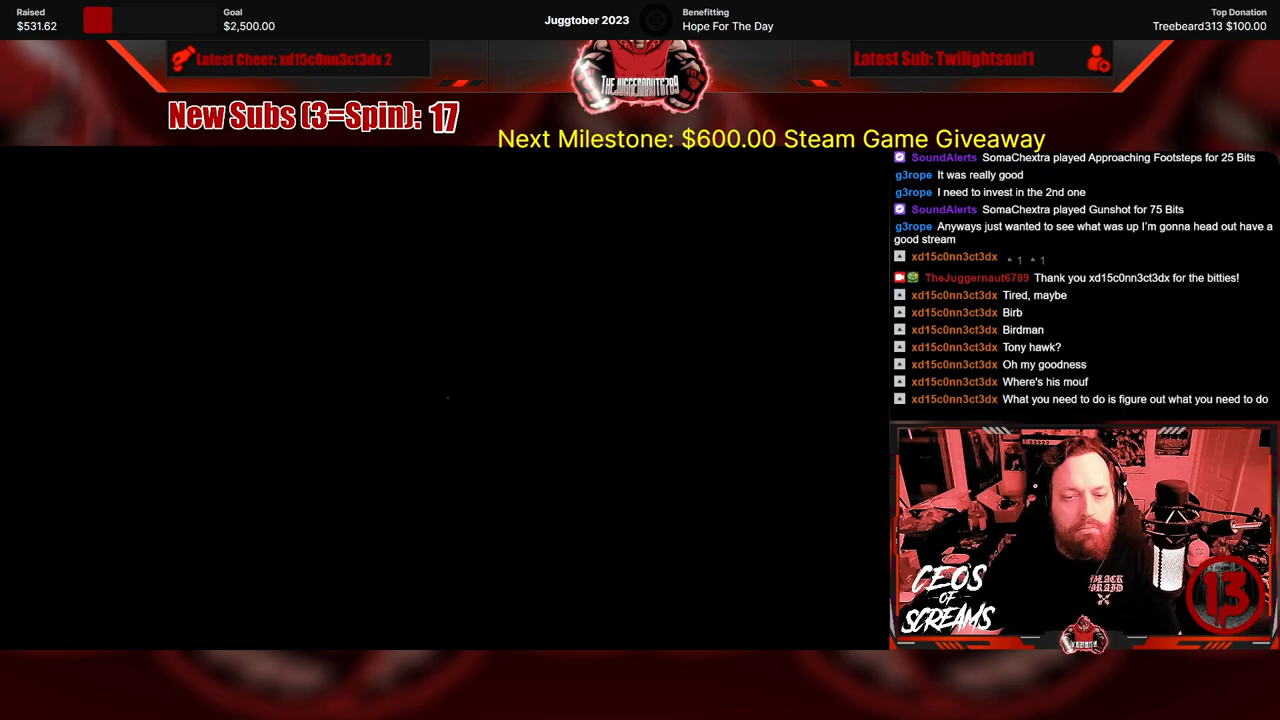 Raised
$531.62
Goal
$2,500.00
Juggtober 2023
Benefitting
Hope For The Day
Top Donation
Treebeard313 $100.00
Latest Cheer: xd15c0nn3ct3dx 2
THEJUGGERNAUT6789
Latest Sub: Twilightsoul1
New Subs (3=Spin): 17
Next Milestone: $600.00 Steam Game Giveaway
SoundAlerts SomaChextra played Approaching Footsteps for 25 Bits
g3rope It was really good
g3rope I need to invest in the 2nd one
SoundAlerts SomaChextra played Gunshot for 75 Bits
g3rope Anyways just wanted to see what was up I'm gonna head out have a
good stream
xd15c0nn3ct3dx 1 1
TheJuggernaut6789 Thank you xd15c0nn3ct3dx for the bitties!
xd15c0nn3ct3dx Tired, maybe
xd15c0nn3ct3dx Birb
xd15c0nn3ct3dx Birdman
xd15c0nn3ct3dx Tony hawk?
xd15c0nn3ct3dx Oh my goodness
xd15c0nn3ct3dx Where's his mouf
xd15c0nn3ct3dx What you need to do is figure out what you need to do
CEOS
OF
SCREAMS
BLACK
BRAID
13